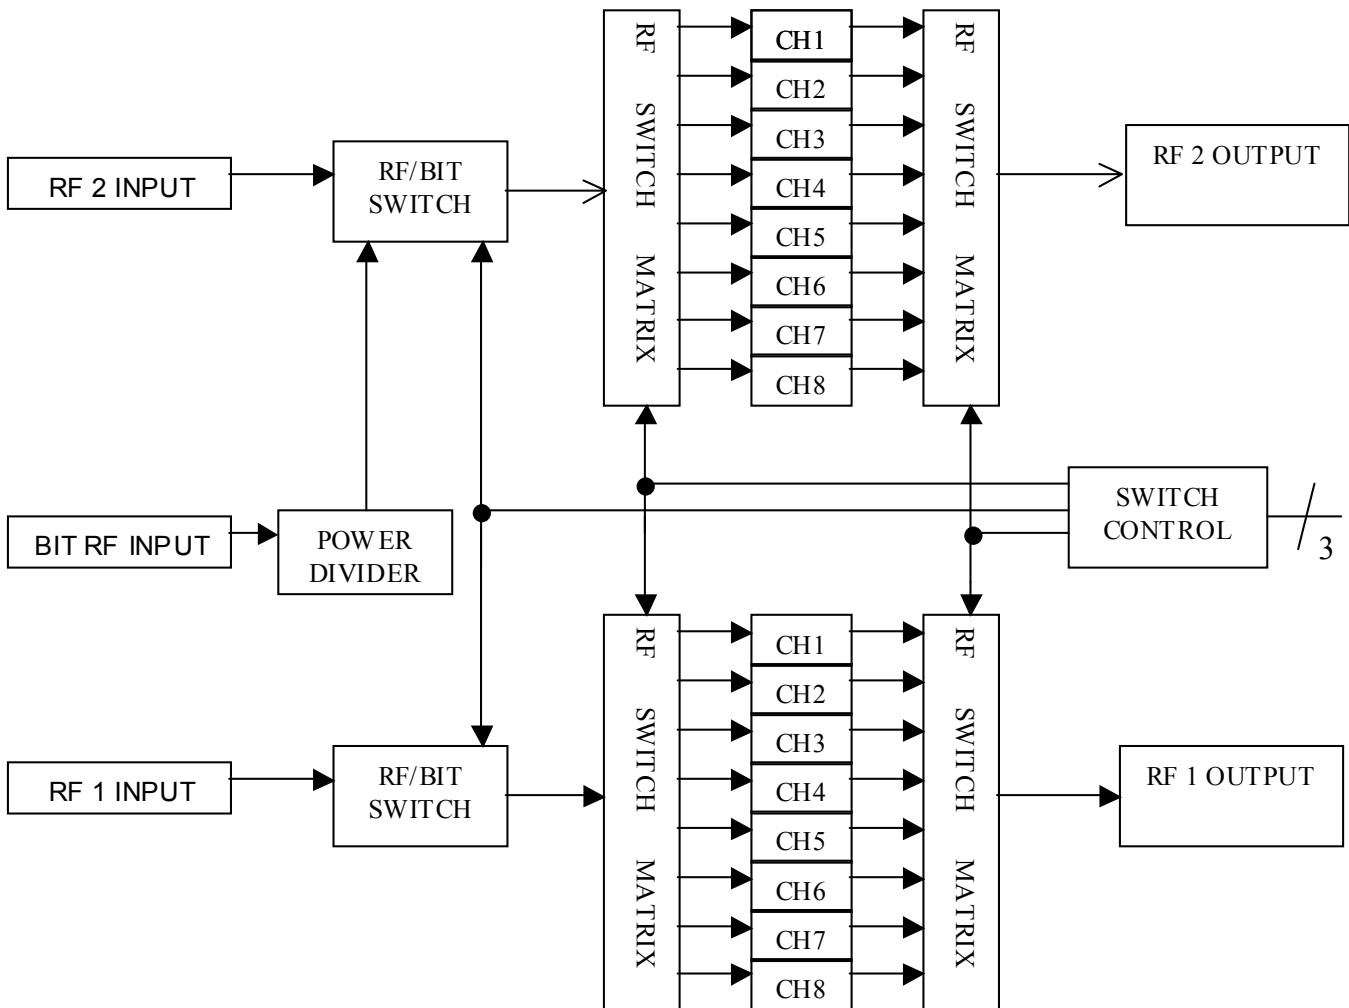 RF SWITCH MATRIX
CH1
CH2
CH3
CH4
CH5
CH6
CH7
CH8
RF SWITCH MATRIX
RF 2 INPUT
RF/BIT
SWITCH
RF 2 OUTPUT
BIT RF INPUT
POWER
DIVIDER
SWITCH
CONTROL
3
RF SWITCH MATRIX
CH1
CH2
CH3
CH4
CH5
CH6
CH7
CH8
RF SWITCH MATRIX
RF 1 INPUT
RF/BIT
SWITCH
RF 1 OUTPUT